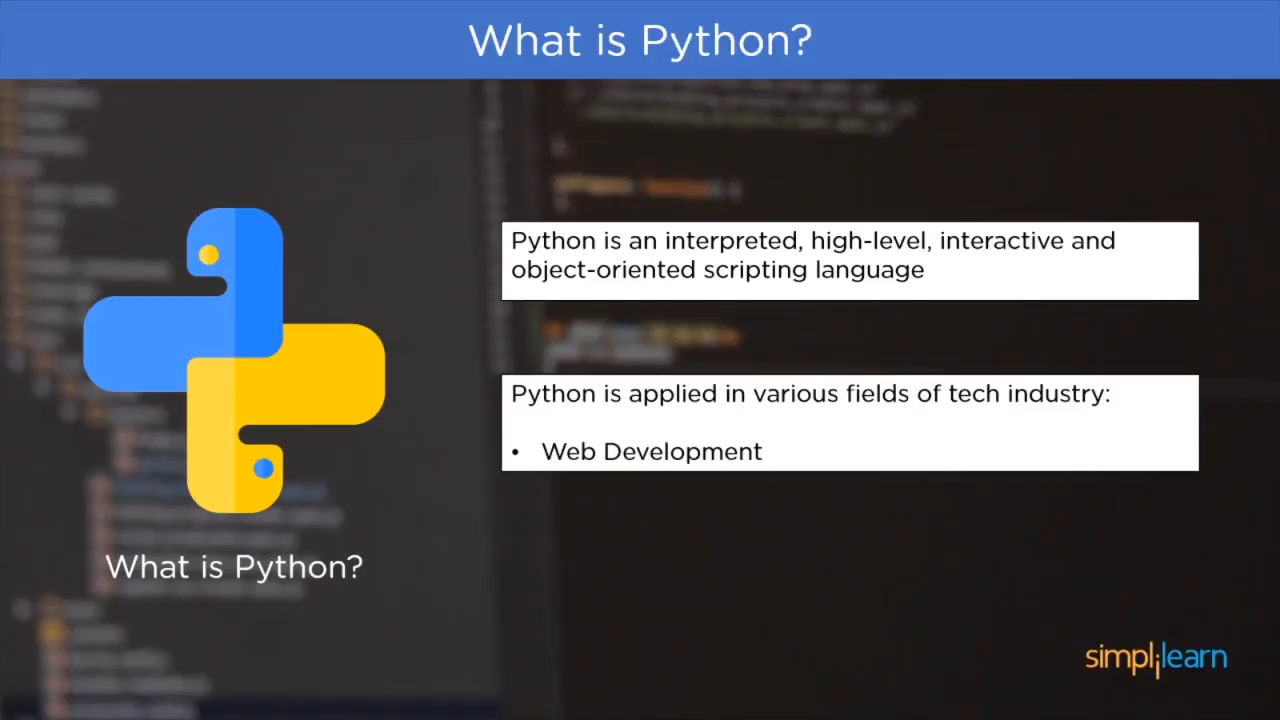 What is Python?
Python is an interpreted, high-level, interactive and
object-oriented scripting language
Python is applied in various fields of tech industry:
• Web Development
What is Python?
simplilearn